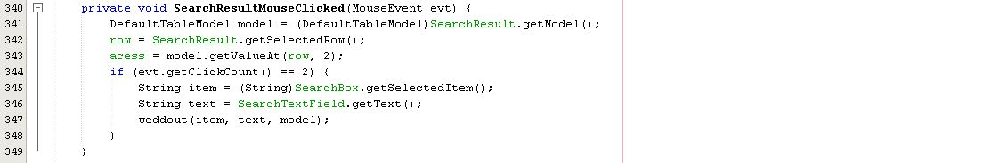 340 private void SearchResultMouseClicked(MouseEvent evt) {
341 DefaultTableModel model = (DefaultTableModel)SearchResult.getModel();
342 row = SearchResult.getSelectedRow();
343 acess = model.getValueAt(row, 2);
344 if (evt.getClickCount() == 2) {
345 String item = (String)SearchBox.getSelectedItem();
346 String text = SearchTextField.getText();
347 weddout(item, text, model);
348 }
349 }